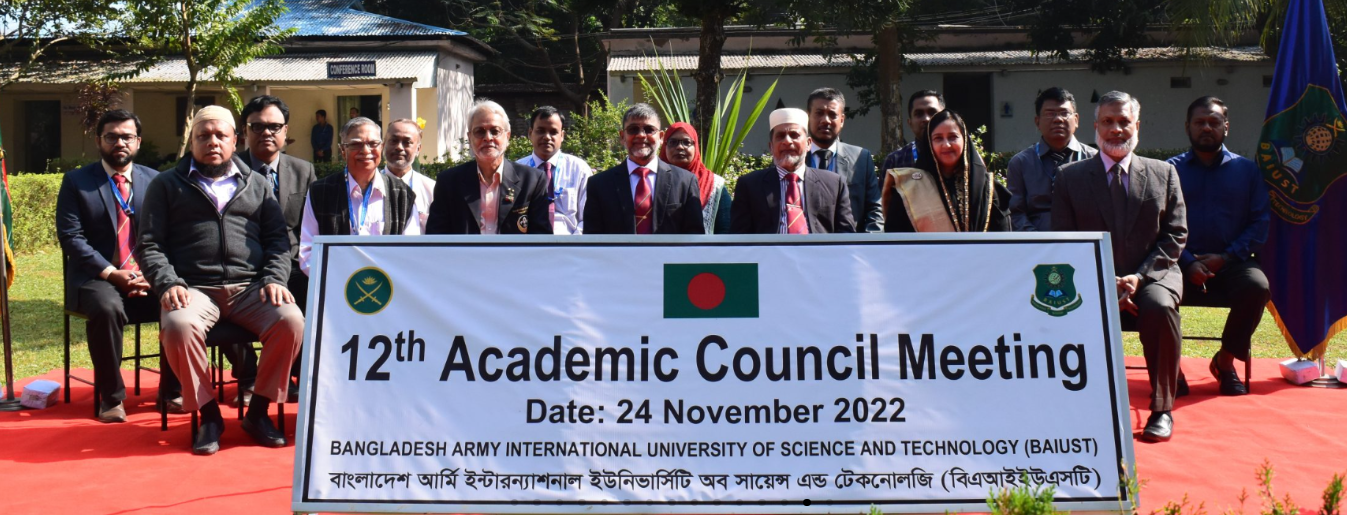 CONFERENCE ROOM
BAIUST
12th Academic Council Meeting
Date: 24 November 2022
BANGLADESH ARMY INTERNATIONAL UNIVERSITY OF SCIENCE AND TECHNOLOGY (BAIUST)
বাংলাদেশ আর্মি ইন্টারন্যাশনাল ইউনিভার্সিটি অব সায়েন্স এন্ড টেকনোলজি (বিএআইইউএসটি)